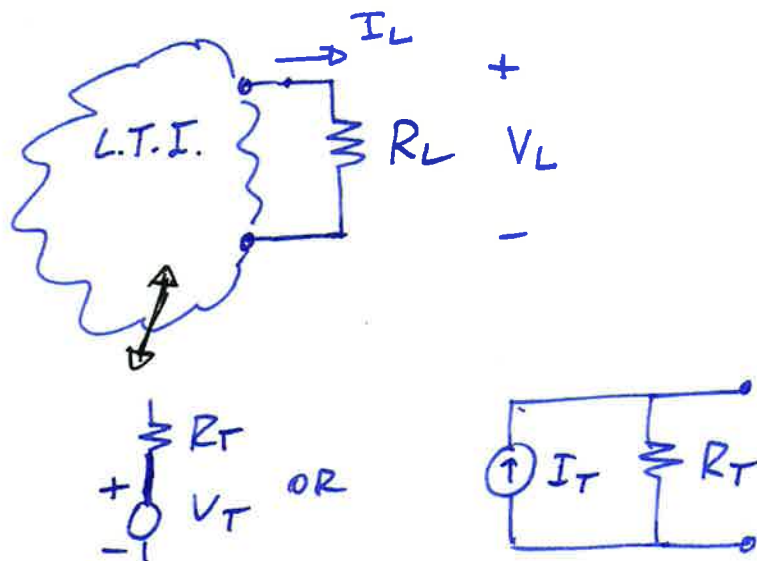 I_L
+
L.T.I.
R_L V_L
-
R_T
+ V_T OR I_T R_T
-